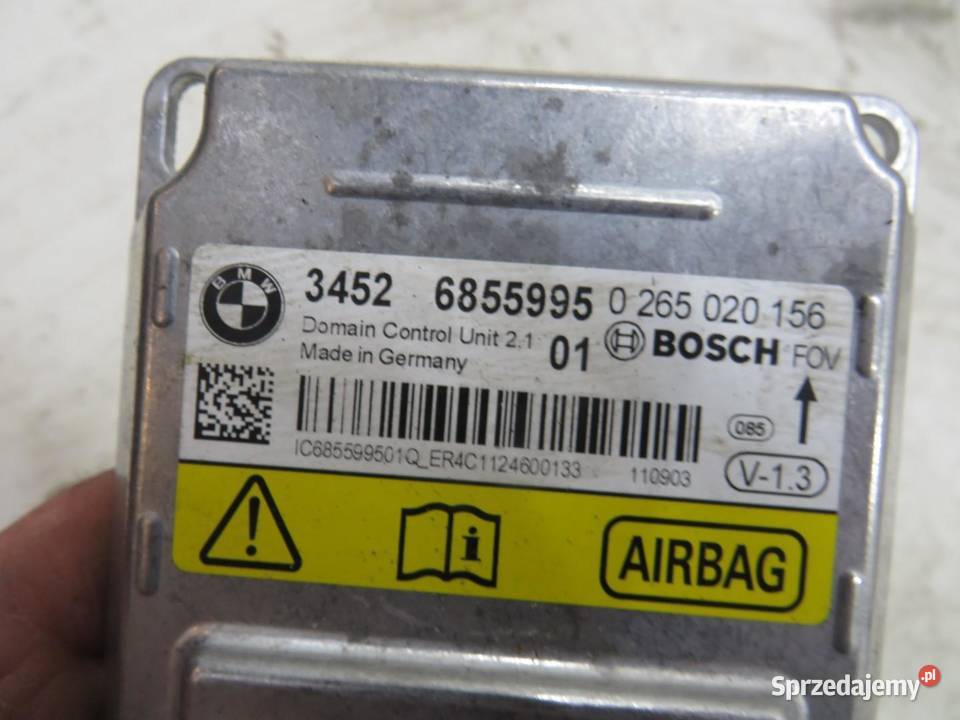 BMW 3452 6855995 0 265 020 156
Domain Control Unit 2.1 01 BOSCH FOV
Made in Germany
085
IC685599501Q_ER4C1124600133 110903 V-1.3
i AIRBAG
Sprzedajemy.pl